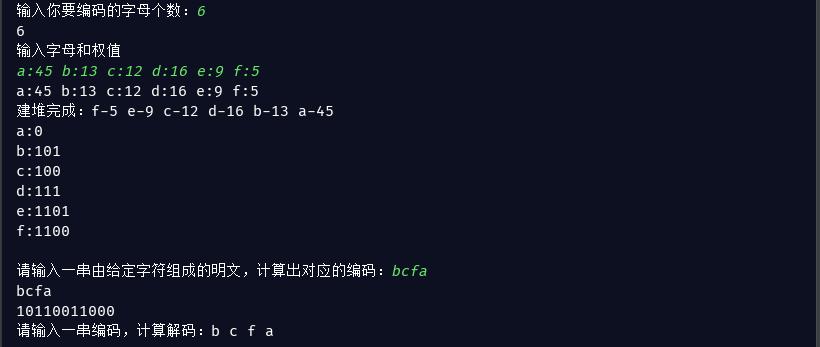 输入你要编码的字母个数：6
6
输入字母和权值
a:45 b:13 c:12 d:16 e:9 f:5
a:45 b:13 c:12 d:16 e:9 f:5
建堆完成：f-5 e-9 c-12 d-16 b-13 a-45
a:0
b:101
c:100
d:111
e:1101
f:1100
请输入一串由给定字符组成的明文，计算出对应的编码：bcfa
bcfa
10110011000
请输入一串编码，计算解码：b c f a